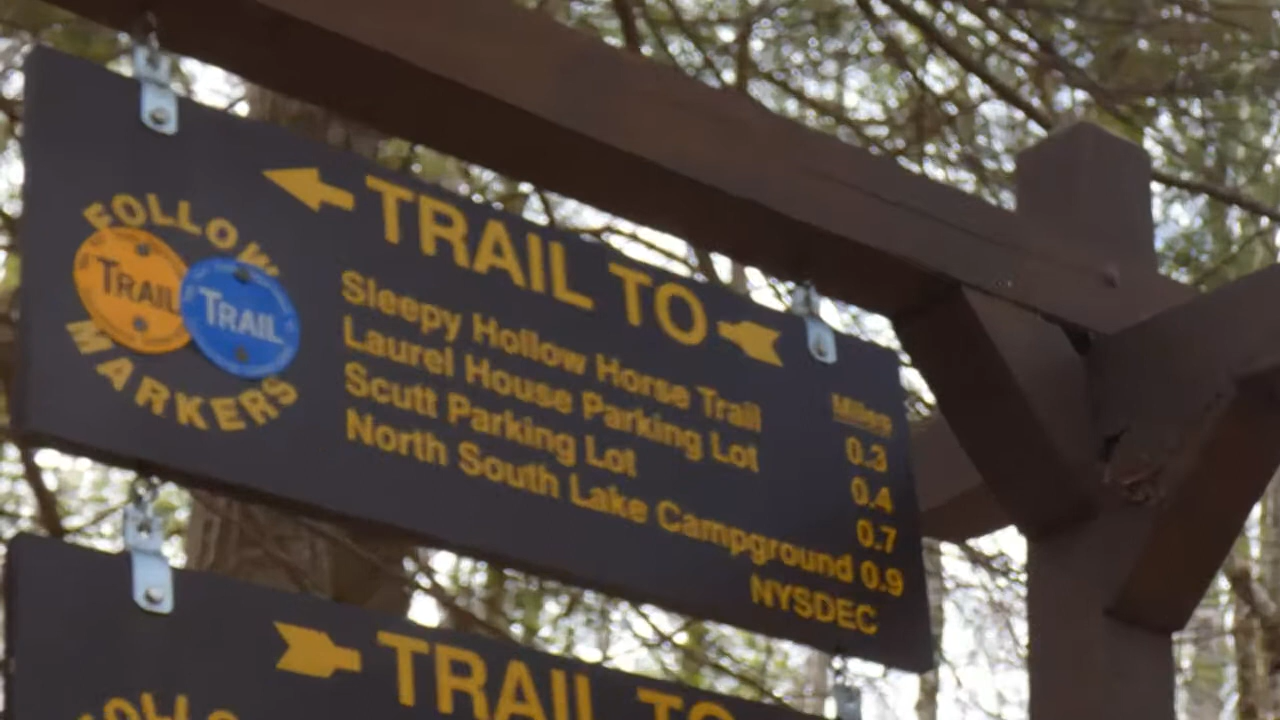 FOLLOW
TRAIL TRAIL
MARKERS
TRAIL TO
Miles
Sleepy Hollow Horse Trail 0.3
Laurel House Parking Lot 0.4
Scutt Parking Lot 0.7
North South Lake Campground 0.9
NYSDEC
TRAIL TO
FOLLO